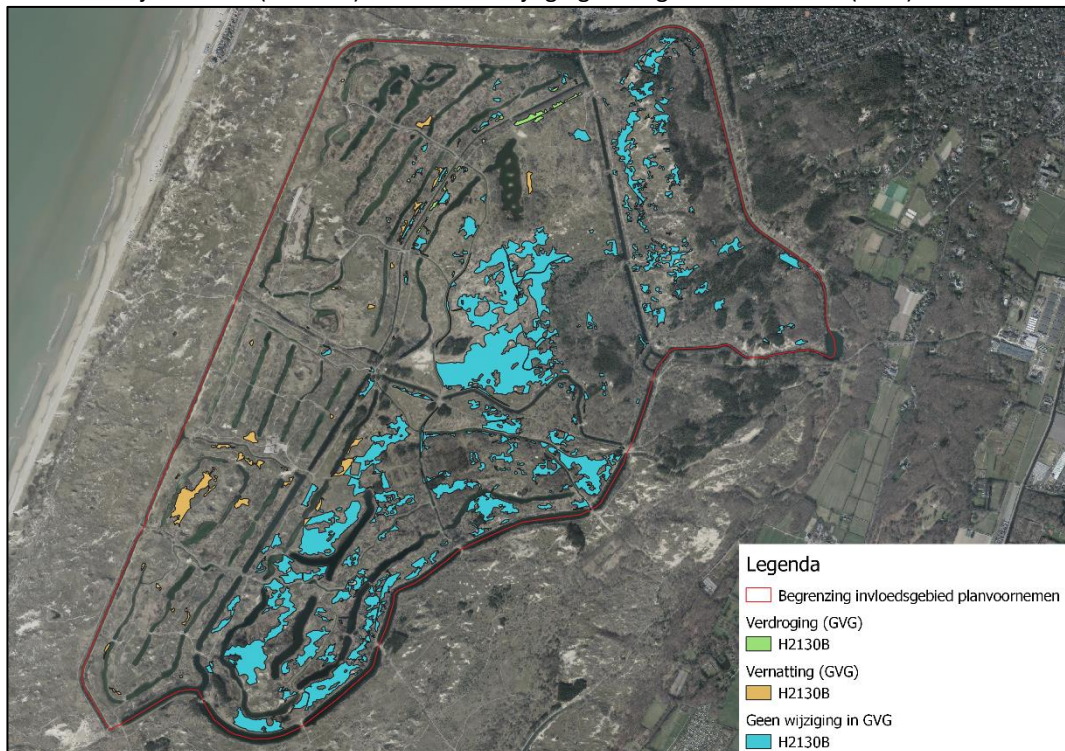 Legenda
Begrenzing invloedsgebied planvoornemen
Verdroging (GVG)
H2130B
Vernatting (GVG)
H2130B
Geen wijziging in GVG
H2130B